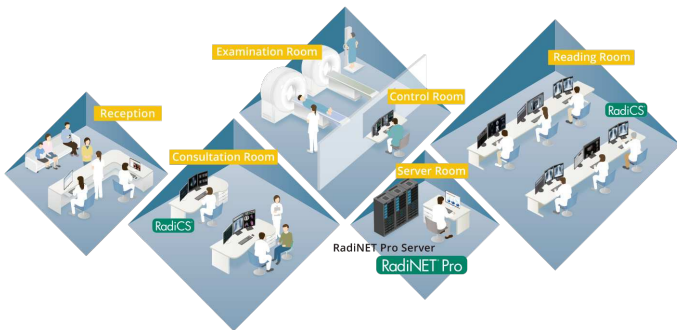 Examination Room
Reading Room
Reception
Control Room
RadiCS
Consultation Room
Server Room
RadiCS
RadiNET Pro Server
RadiNET Pro